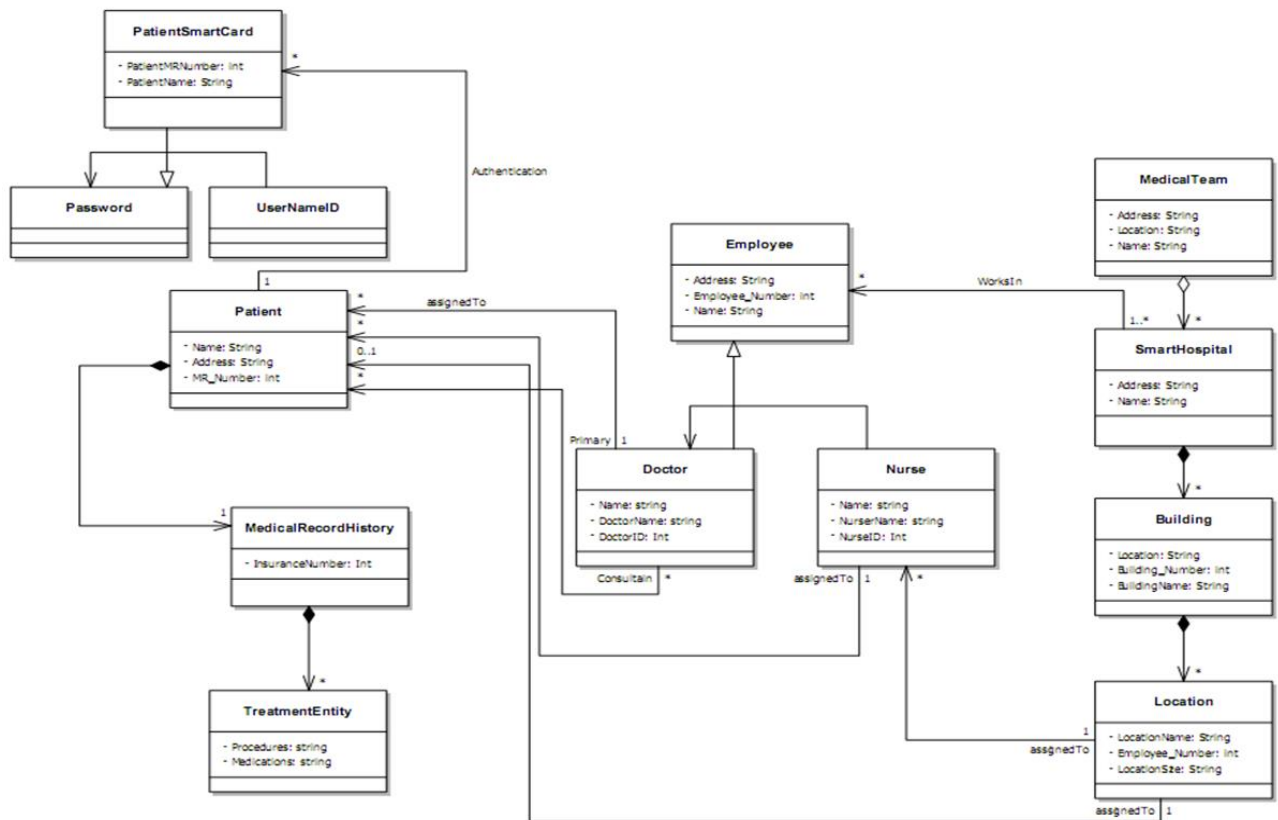 PatientSmartCard
- PatientMRNumber: Int
- PatientName: String
*
Authentication
Password
UserNameID
MedicalTeam
- Address: String
- Location: String
- Name: String
Employee
- Address: String
- Employee_Number: Int
- Name: String
*
WorksIn
1..*
*
1
Patient
- Name: String
- Address: String
- MR_Number: Int
*
assignedTo
*
0..1
*
SmartHospital
- Address: String
- Name: String
Primary
1
Doctor
- Name: string
- DoctorName: string
- DoctorID: Int
Consultain
*
Nurse
- Name: string
- NurserName: string
- NurseID: Int
assignedTo
1
*
*
Building
- Location: String
- Building_Number: Int
- BuildingName: String
1
MedicalRecordHistory
- InsuranceNumber: Int
*
TreatmentEntity
- Procedures: string
- Medications: string
*
Location
- LocationName: String
- Employee_Number: Int
- LocationSize: String
1
assgnedTo
assgnedTo
1